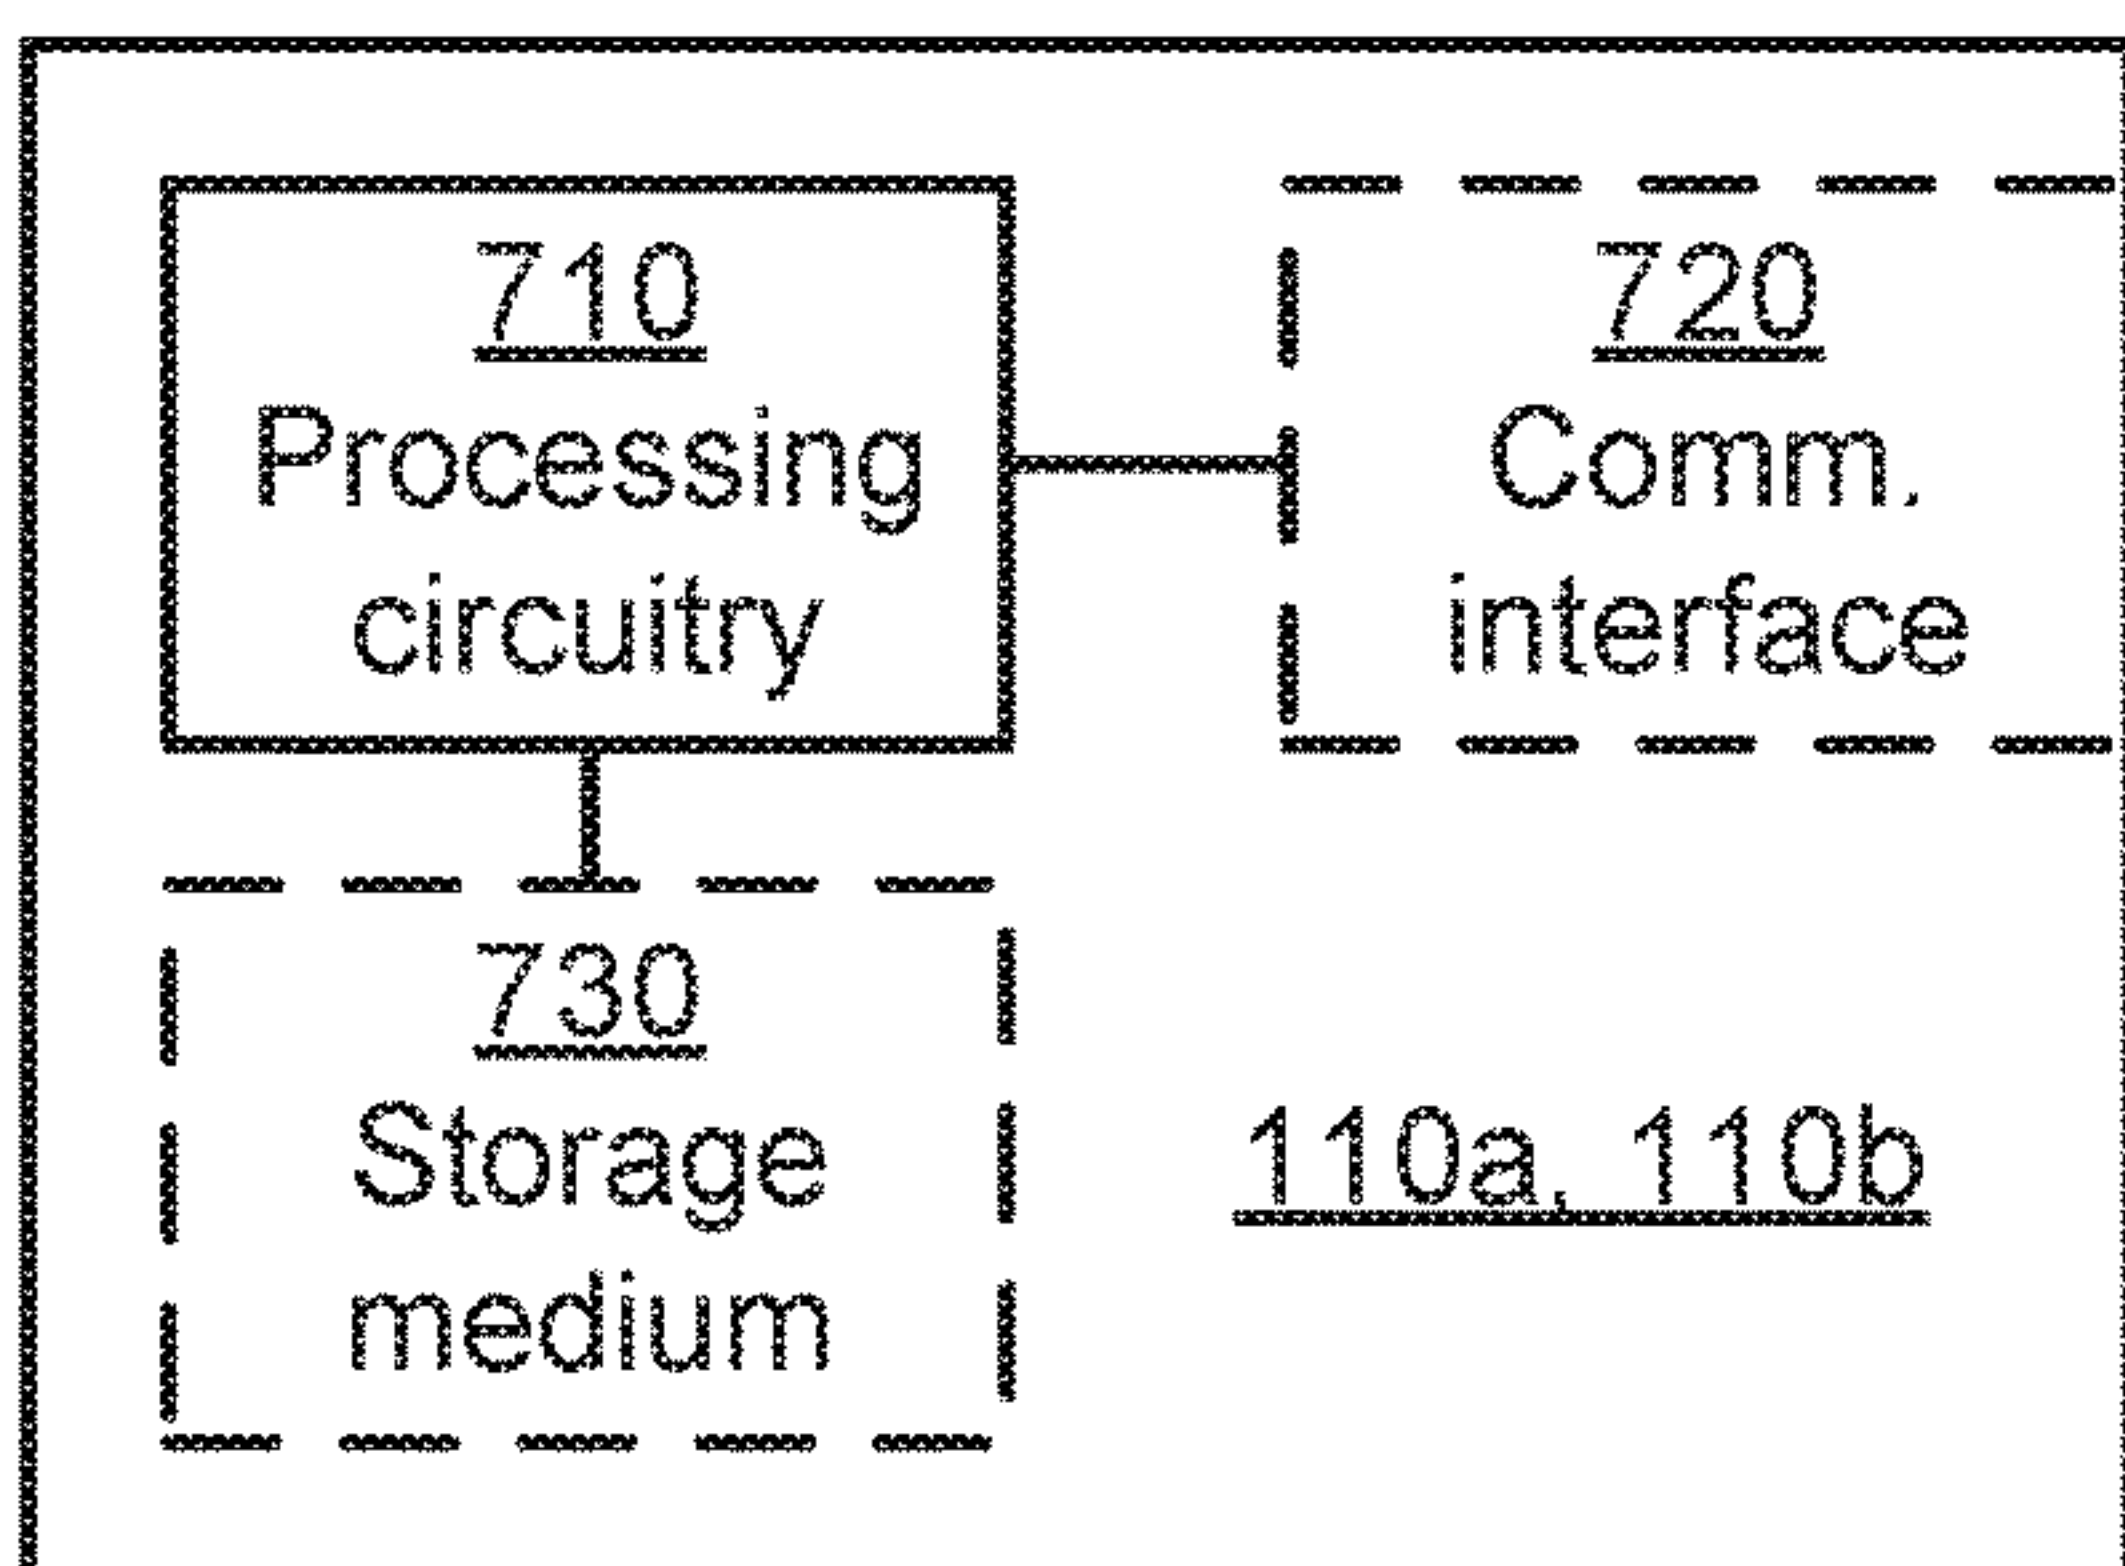 710
Processing
circuitry
720
Comm.
interface
730
Storage
medium
110a, 110b